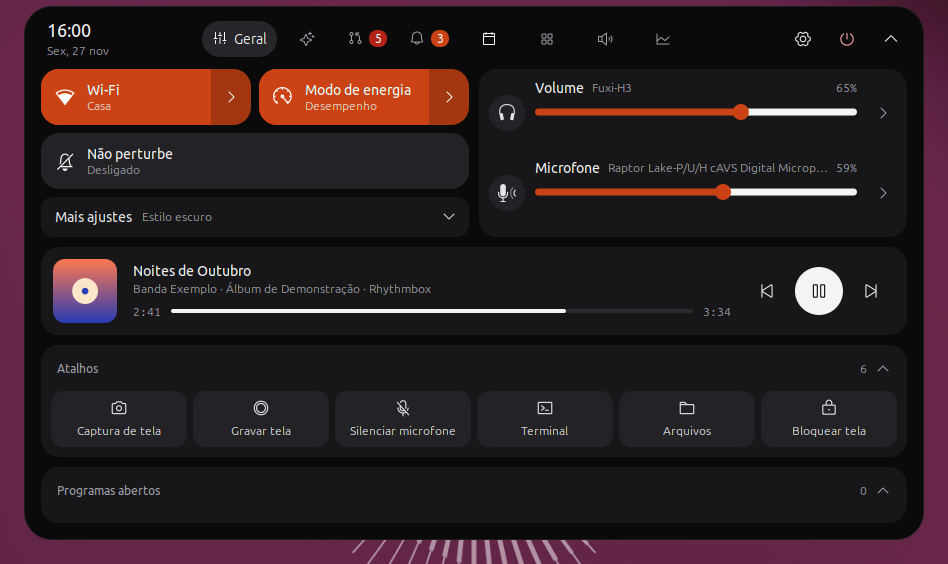 16:00
Sex, 27 nov
Geral
5
3
Wi-Fi
Casa
Modo de energia
Desempenho
Não perturbe
Desligado
Mais ajustes Estilo escuro
Volume Fuxi-H3 65%
Microfone Raptor Lake-P/U/H cAVS Digital Microp… 59%
Noites de Outubro
Banda Exemplo · Álbum de Demonstração · Rhythmbox
2:41 3:34
Atalhos 6
Captura de tela
Gravar tela
Silenciar microfone
Terminal
Arquivos
Bloquear tela
Programas abertos 0